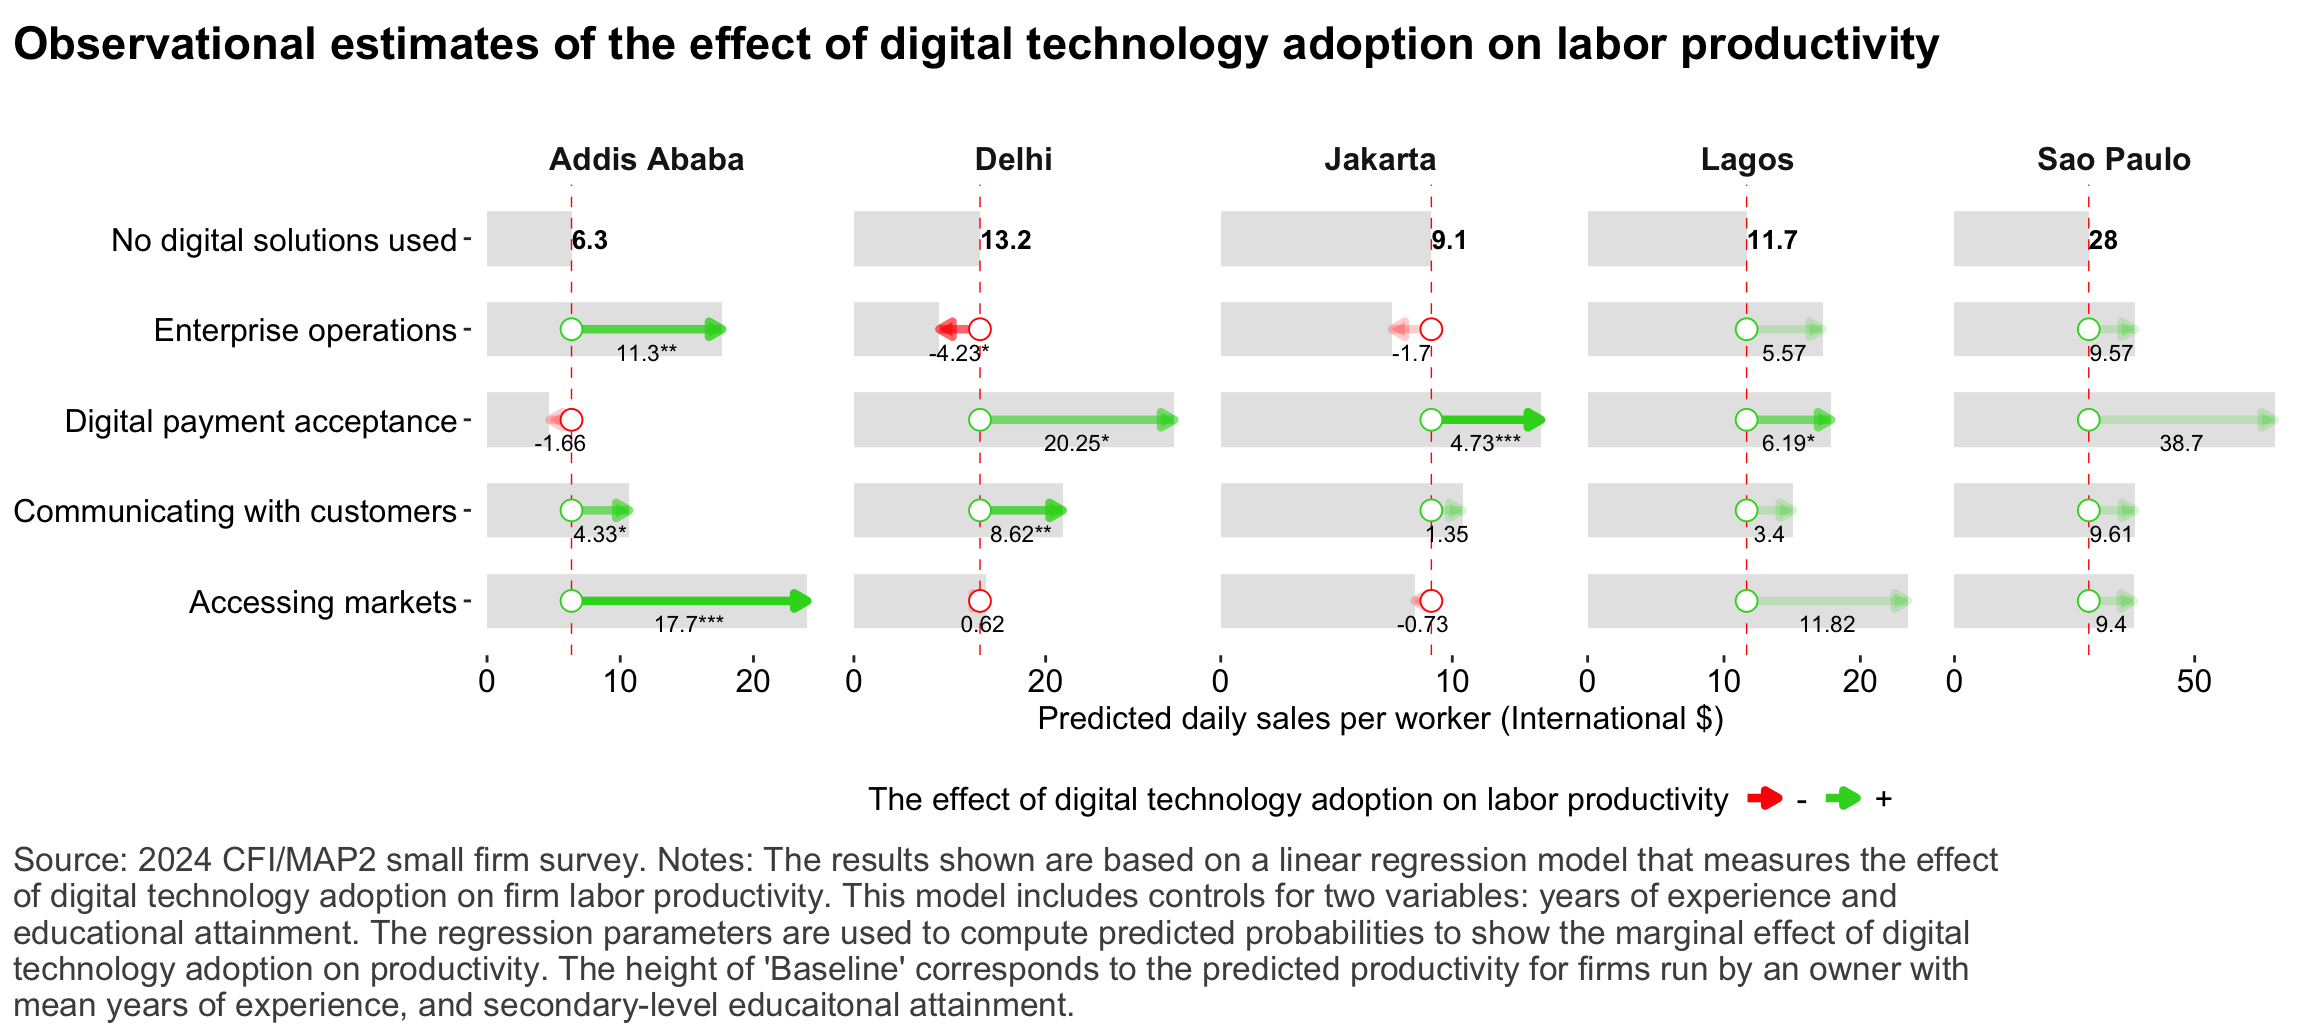 Observational estimates of the effect of digital technology adoption on labor productivity
Addis Ababa Delhi Jakarta Lagos Sao Paulo
No digital solutions used 6.3 13.2 9.1 11.7 28
Enterprise operations 11.3** -4.23* -1.7 5.57 9.57
Digital payment acceptance -1.66 20.25* 4.73*** 6.19* 38.7
Communicating with customers 4.33* 8.62** 1.35 3.4 9.61
Accessing markets 17.7*** 0.62 -0.73 11.82 9.4
0 10 20 0 20 0 10 0 10 20 0 50
Predicted daily sales per worker (International $)
The effect of digital technology adoption on labor productivity - +
Source: 2024 CFI/MAP2 small firm survey. Notes: The results shown are based on a linear regression model that measures the effect
of digital technology adoption on firm labor productivity. This model includes controls for two variables: years of experience and
educational attainment. The regression parameters are used to compute predicted probabilities to show the marginal effect of digital
technology adoption on productivity. The height of 'Baseline' corresponds to the predicted productivity for firms run by an owner with
mean years of experience, and secondary-level educaitonal attainment.